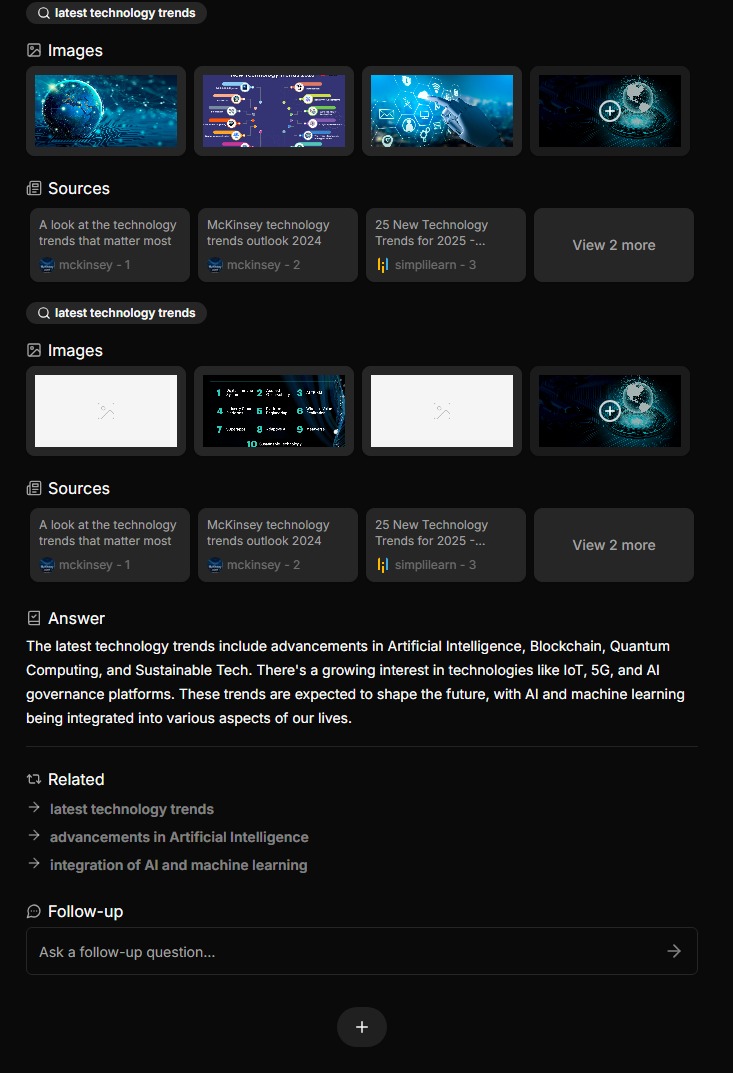 latest technology trends
Images
New Technology Trends 2025
Sources
A look at the technology
trends that matter most
mckinsey - 1
McKinsey technology
trends outlook 2024
mckinsey - 2
25 New Technology
Trends for 2025 -...
simplilearn - 3
View 2 more
latest technology trends
Images
1
2
3
4
5
6
7
8
9
10
Sources
A look at the technology
trends that matter most
mckinsey - 1
McKinsey technology
trends outlook 2024
mckinsey - 2
25 New Technology
Trends for 2025 -...
simplilearn - 3
View 2 more
Answer
The latest technology trends include advancements in Artificial Intelligence, Blockchain, Quantum
Computing, and Sustainable Tech. There's a growing interest in technologies like IoT, 5G, and AI
governance platforms. These trends are expected to shape the future, with AI and machine learning
being integrated into various aspects of our lives.
Related
latest technology trends
advancements in Artificial Intelligence
integration of AI and machine learning
Follow-up
Ask a follow-up question...